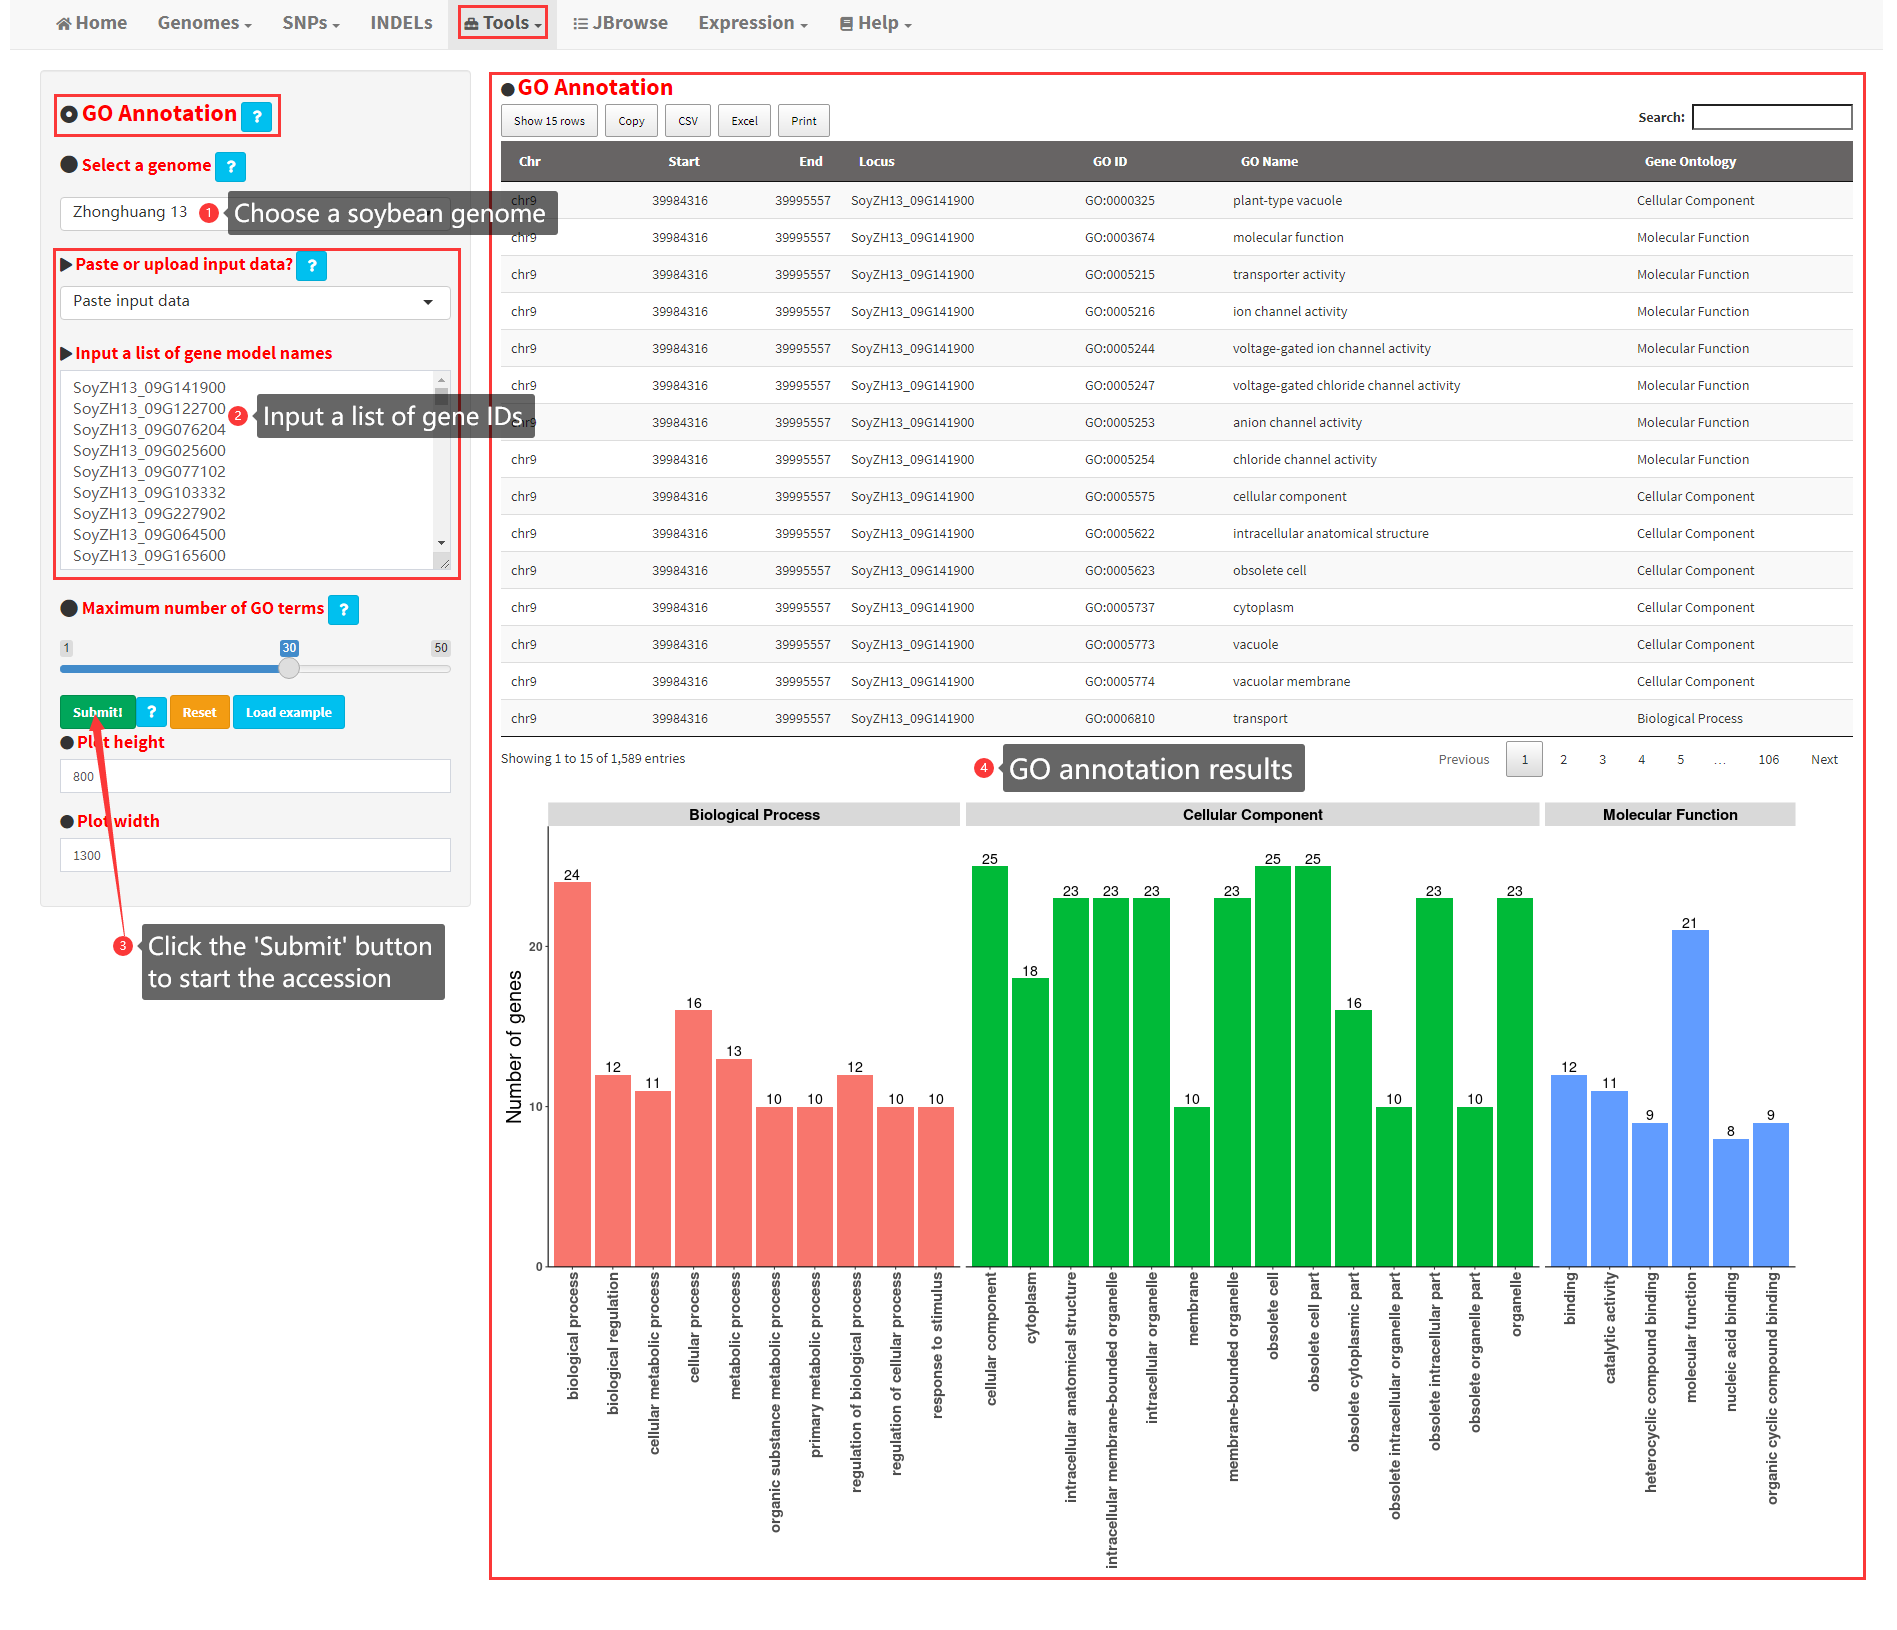 Home Genomes SNPs INDELs Tools JBrowse Expression Help
GO Annotation ?
Select a genome ?
Zhonghuang 13
1 Choose a soybean genome
Paste or upload input data? ?
Paste input data
Input a list of gene model names
SoyZH13_09G141900
SoyZH13_09G122700
SoyZH13_09G076204
SoyZH13_09G025600
SoyZH13_09G077102
SoyZH13_09G103332
SoyZH13_09G227902
SoyZH13_09G064500
SoyZH13_09G165600
2 Input a list of gene IDs
Maximum number of GO terms ?
1 30 50
Submit! ? Reset Load example
Plot height
800
Plot width
1300
3 Click the 'Submit' button
to start the accession
GO Annotation
Show 15 rows Copy CSV Excel Print Search:
Chr Start End Locus GO ID GO Name Gene Ontology
chr9 39984316 39995557 SoyZH13_09G141900 GO:0000325 plant-type vacuole Cellular Component
chr9 39984316 39995557 SoyZH13_09G141900 GO:0003674 molecular function Molecular Function
chr9 39984316 39995557 SoyZH13_09G141900 GO:0005215 transporter activity Molecular Function
chr9 39984316 39995557 SoyZH13_09G141900 GO:0005216 ion channel activity Molecular Function
chr9 39984316 39995557 SoyZH13_09G141900 GO:0005244 voltage-gated ion channel activity Molecular Function
chr9 39984316 39995557 SoyZH13_09G141900 GO:0005247 voltage-gated chloride channel activity Molecular Function
chr9 39984316 39995557 SoyZH13_09G141900 GO:0005253 anion channel activity Molecular Function
chr9 39984316 39995557 SoyZH13_09G141900 GO:0005254 chloride channel activity Molecular Function
chr9 39984316 39995557 SoyZH13_09G141900 GO:0005575 cellular component Cellular Component
chr9 39984316 39995557 SoyZH13_09G141900 GO:0005622 intracellular anatomical structure Cellular Component
chr9 39984316 39995557 SoyZH13_09G141900 GO:0005623 obsolete cell Cellular Component
chr9 39984316 39995557 SoyZH13_09G141900 GO:0005737 cytoplasm Cellular Component
chr9 39984316 39995557 SoyZH13_09G141900 GO:0005773 vacuole Cellular Component
chr9 39984316 39995557 SoyZH13_09G141900 GO:0005774 vacuolar membrane Cellular Component
chr9 39984316 39995557 SoyZH13_09G141900 GO:0006810 transport Biological Process
Showing 1 to 15 of 1,589 entries
Previous 1 2 3 4 5 … 106 Next
4 GO annotation results
Biological Process Cellular Component Molecular Function
Number of genes
20
10
0
24 12 11 16 13 10 10 12 10 10
25 18 23 23 23 10 23 25 25 16 10 23 10 23
12 11 9 21 8 9
biological process
biological regulation
cellular metabolic process
cellular process
metabolic process
organic substance metabolic process
primary metabolic process
regulation of biological process
regulation of cellular process
response to stimulus
cellular component
cytoplasm
intracellular anatomical structure
intracellular membrane-bounded organelle
intracellular organelle
membrane
membrane-bounded organelle
obsolete cell
obsolete cell part
obsolete cytoplasmic part
obsolete intracellular organelle part
obsolete intracellular part
obsolete organelle part
organelle
binding
catalytic activity
heterocyclic compound binding
molecular function
nucleic acid binding
organic cyclic compound binding